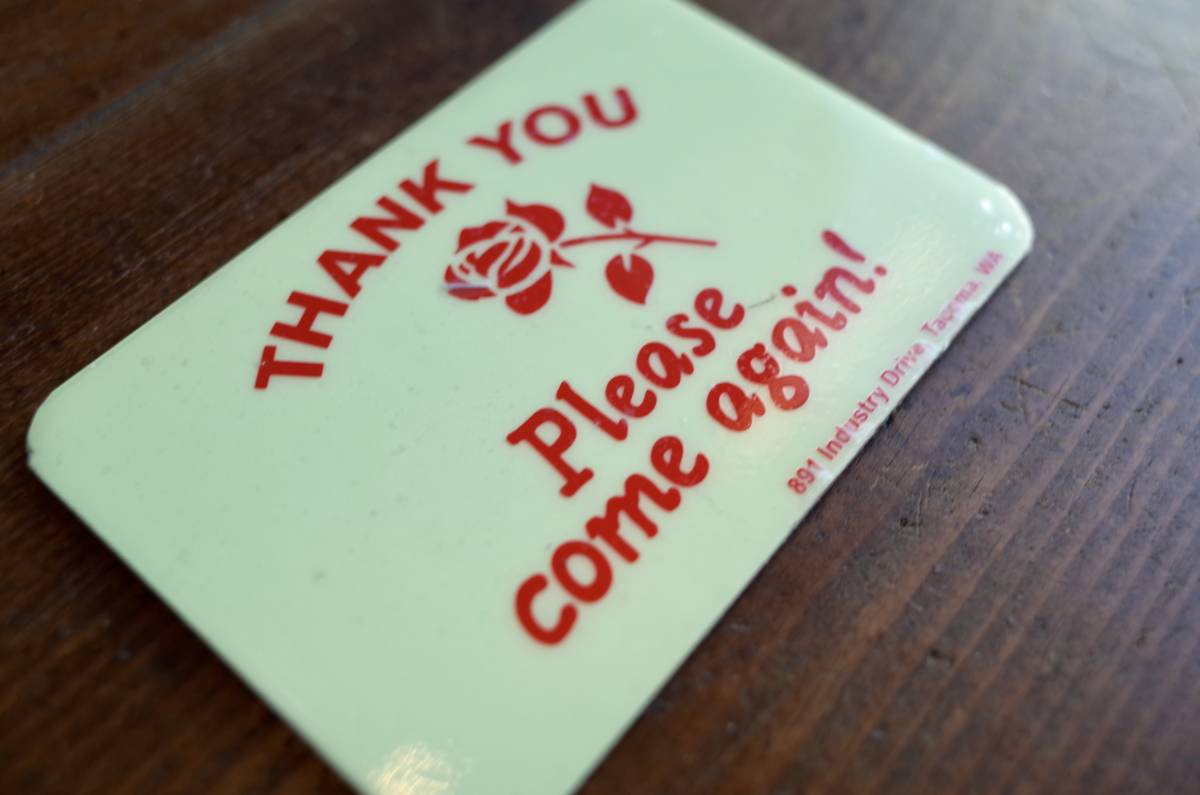 THANK YOU
Please
come again!
891 Industry Drive, Tacoma, WA